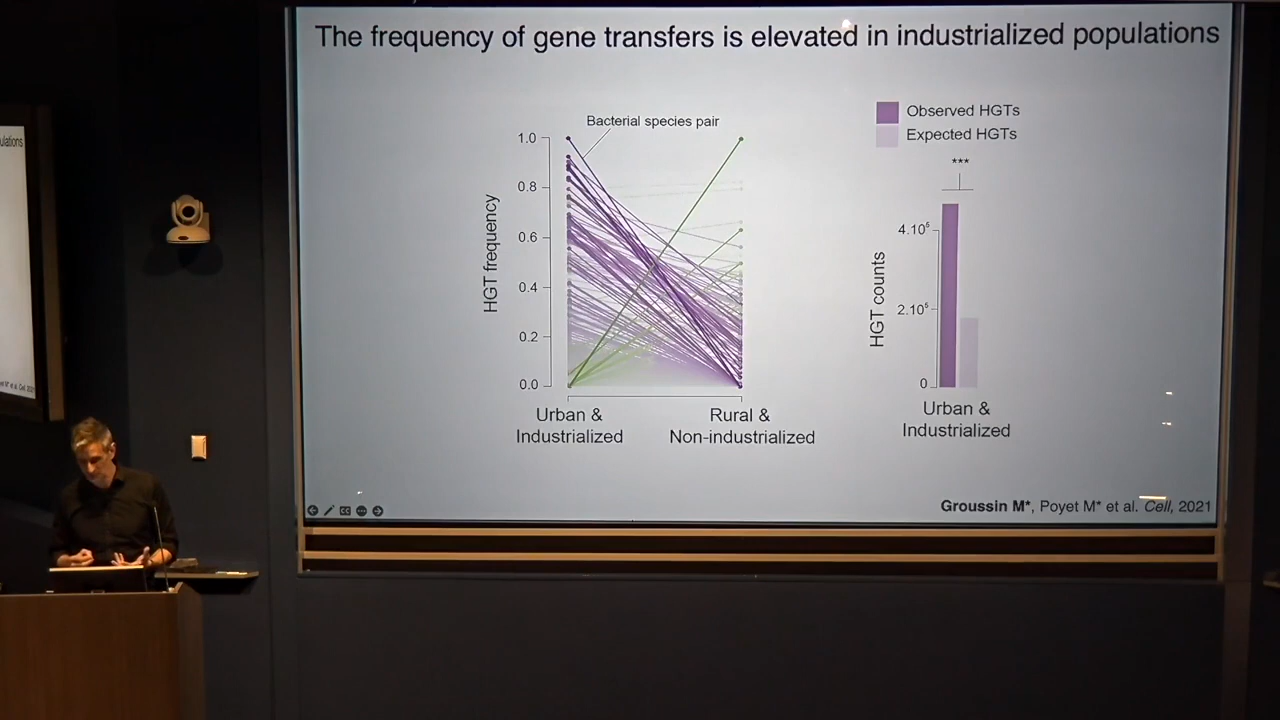 The frequency of gene transfers is elevated in industrialized populations
ulations
Bacterial species pair
HGT frequency
1.0
0.8
0.6
0.4
0.2
0.0
Urban &
Industrialized
Rural &
Non-industrialized
Observed HGTs
Expected HGTs
***
HGT counts
4.10⁵
2.10⁵
0
Urban &
Industrialized
Groussin M*, Poyet M* et al. Cell, 2021